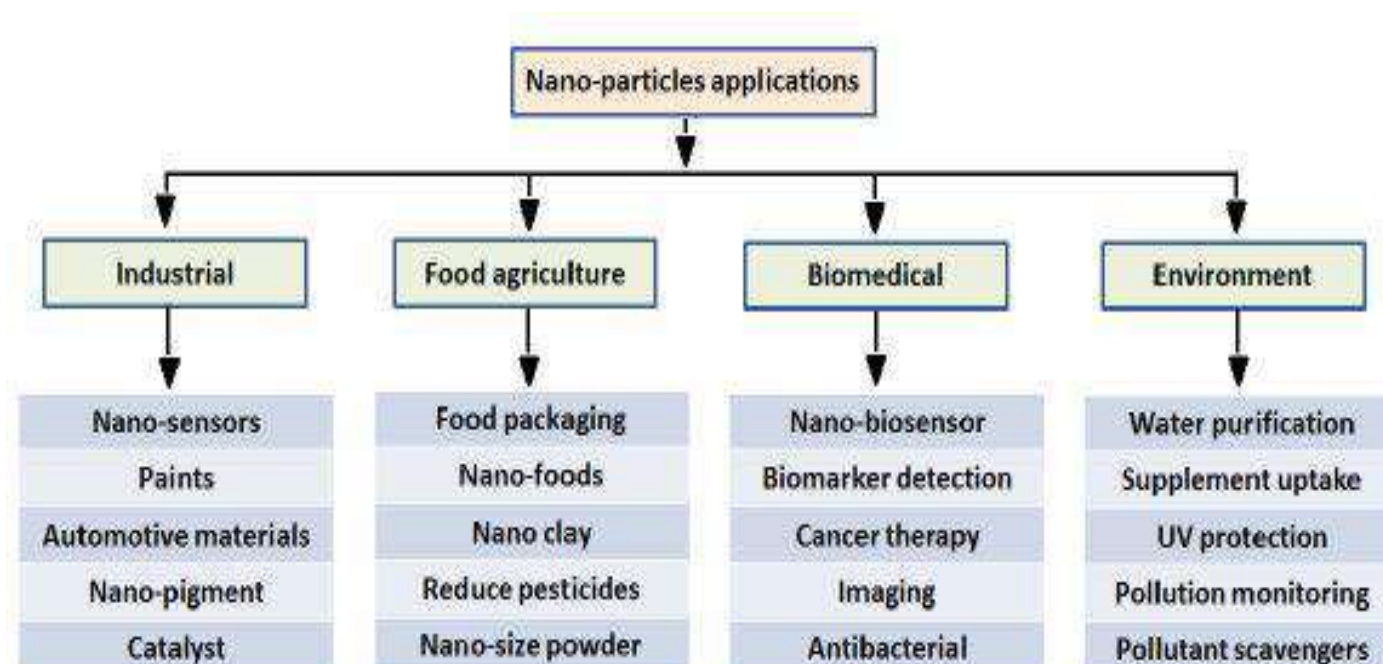 Nano-particles applications
Industrial
Food agriculture
Biomedical
Environment
Nano-sensors
Paints
Automotive materials
Nano-pigment
Catalyst
Food packaging
Nano-foods
Nano clay
Reduce pesticides
Nano-size powder
Nano-biosensor
Biomarker detection
Cancer therapy
Imaging
Antibacterial
Water purification
Supplement uptake
UV protection
Pollution monitoring
Pollutant scavengers